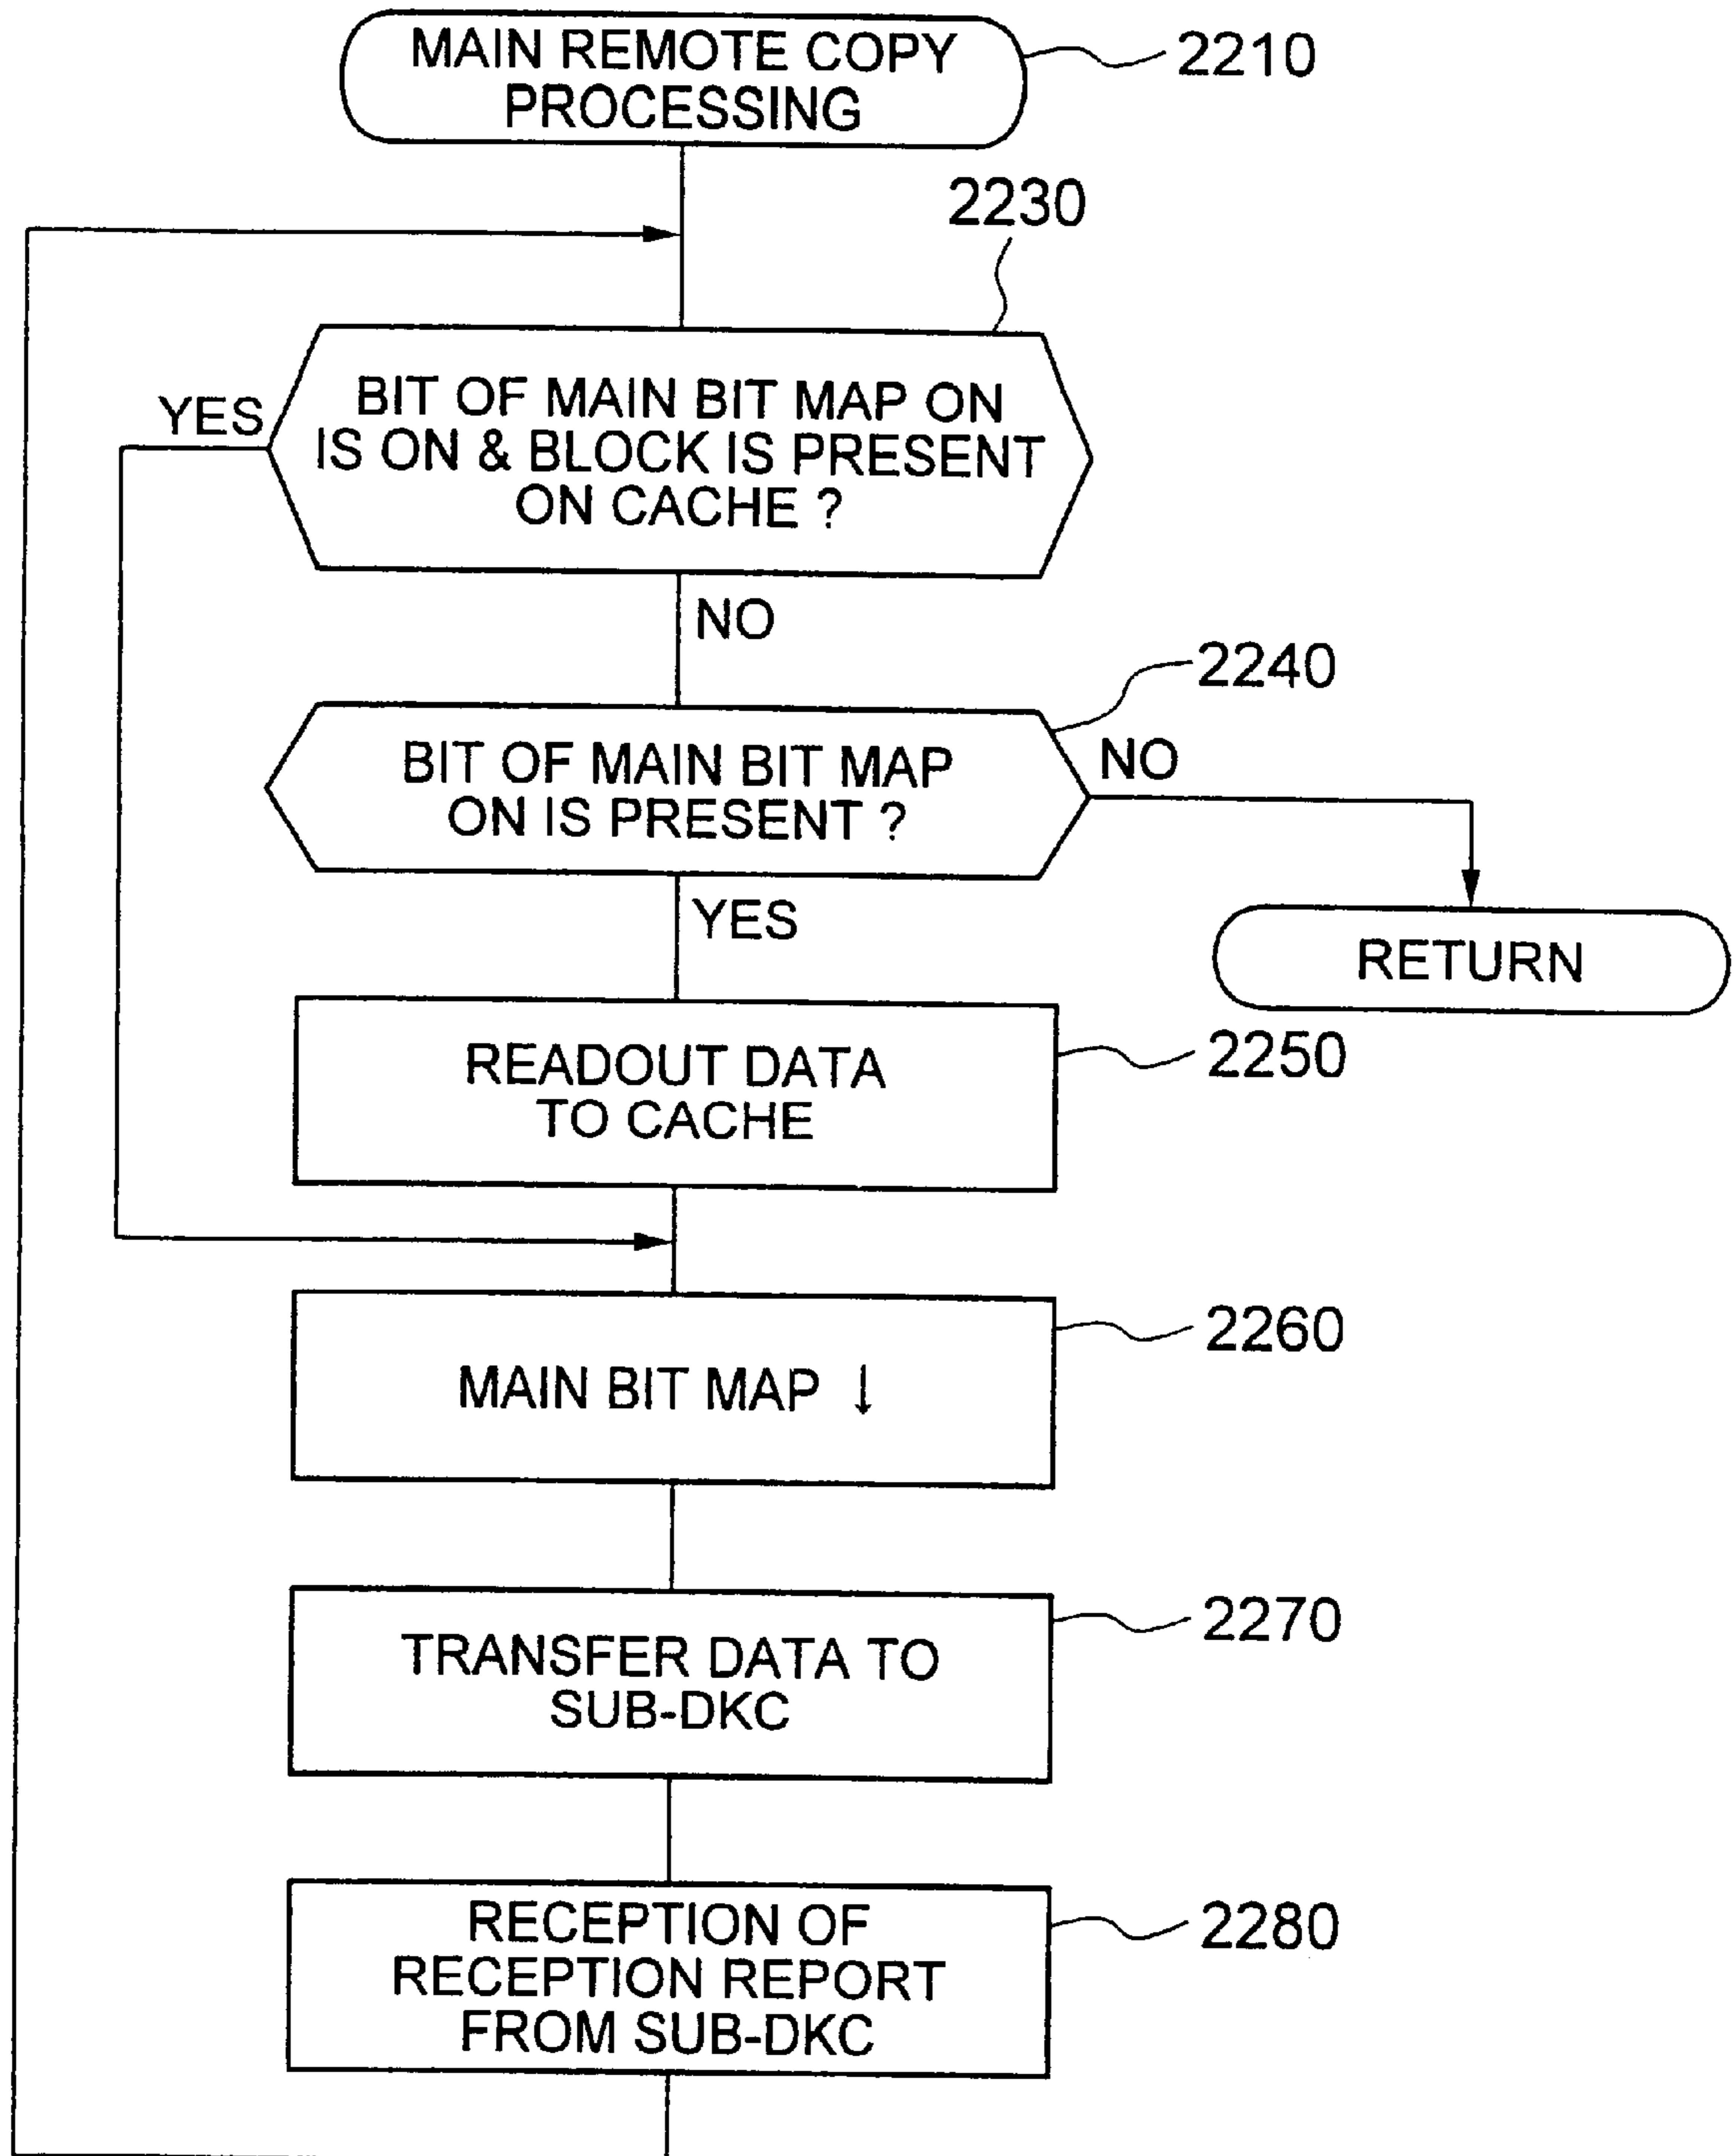 MAIN REMOTE COPY
PROCESSING
2210
2230
BIT OF MAIN BIT MAP ON
IS ON & BLOCK IS PRESENT
ON CACHE ?
YES
NO
2240
BIT OF MAIN BIT MAP
ON IS PRESENT ?
NO
YES
RETURN
READOUT DATA
TO CACHE
2250
MAIN BIT MAP ↓
2260
TRANSFER DATA TO
SUB-DKC
2270
RECEPTION OF
RECEPTION REPORT
FROM SUB-DKC
2280